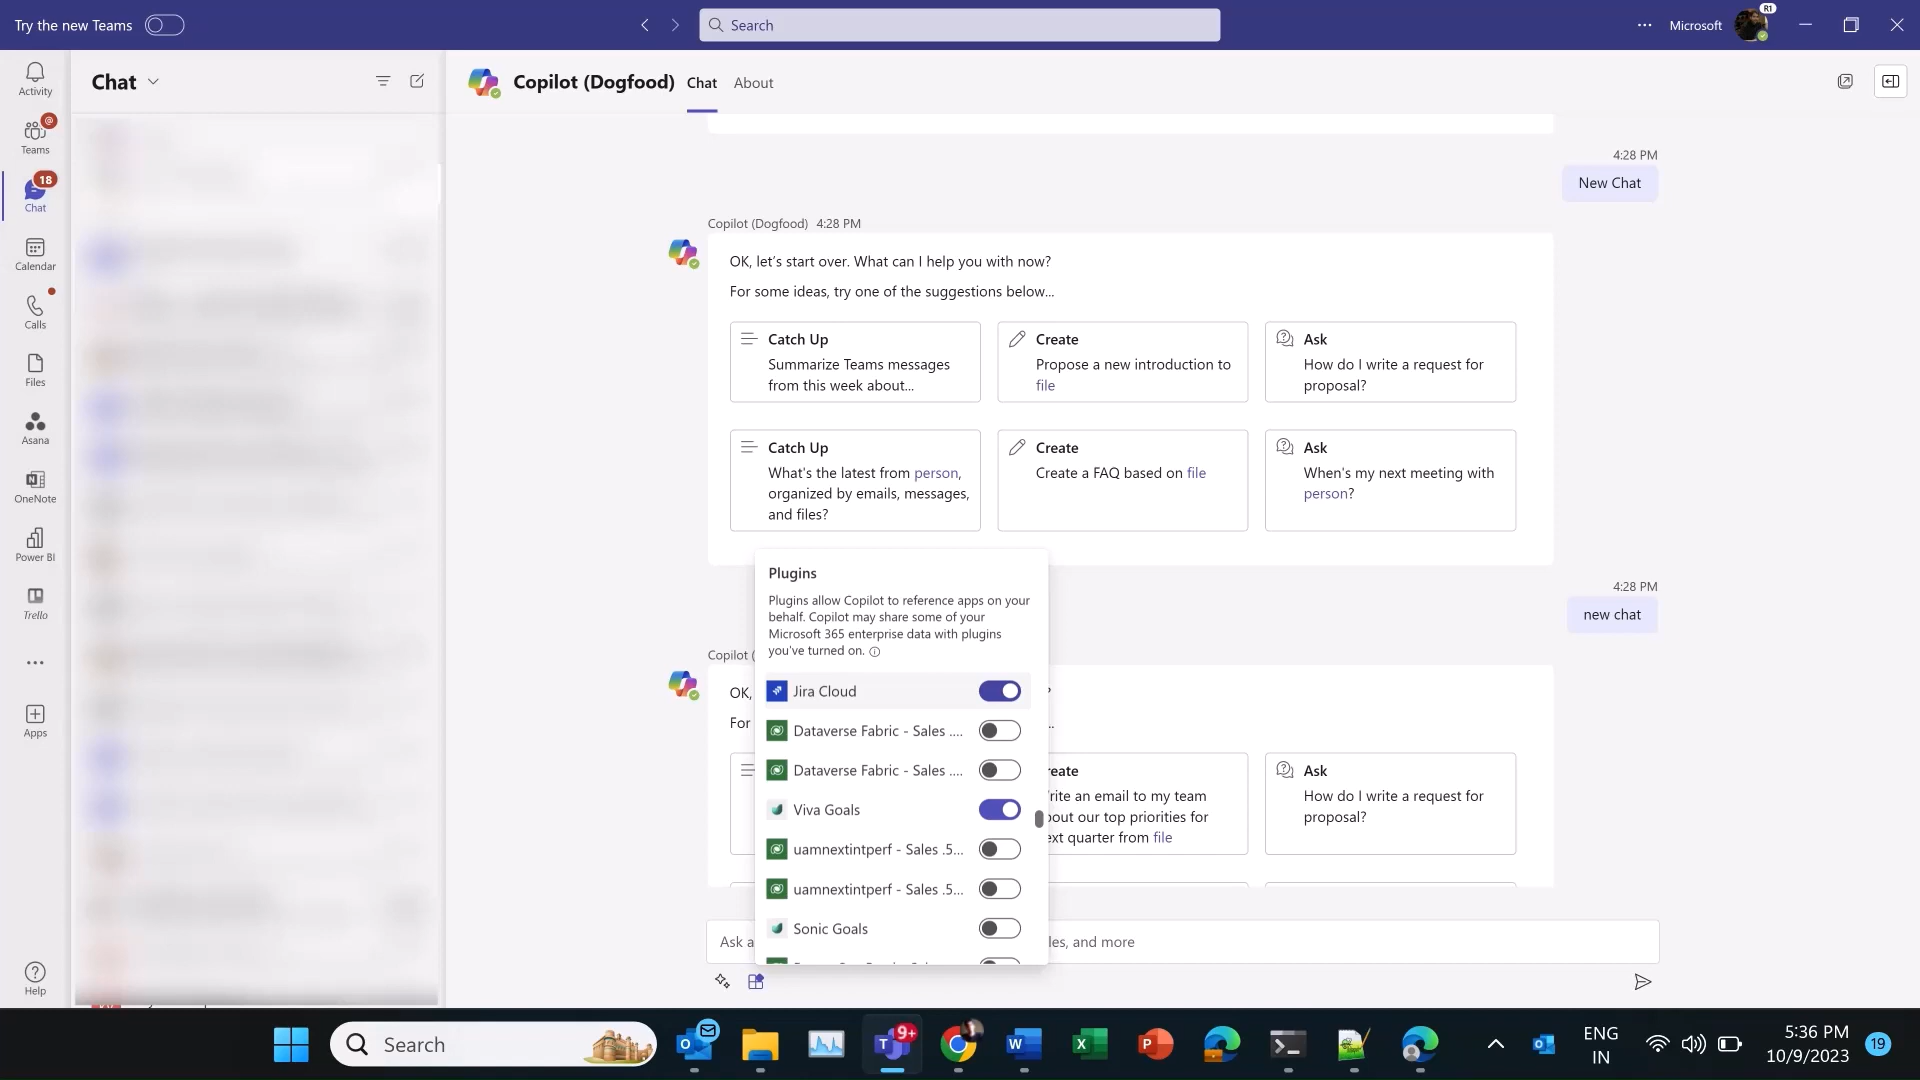 Try the new Teams
Search
Microsoft
R1
Activity
Teams
@
Chat
18
Calendar
Calls
Files
Asana
OneNote
Power BI
Trello
Apps
Help
Chat
Copilot (Dogfood)
Chat
About
4:28 PM
New Chat
Copilot (Dogfood) 4:28 PM
OK, let's start over. What can I help you with now?
For some ideas, try one of the suggestions below...
Catch Up
Summarize Teams messages
from this week about...
Create
Propose a new introduction to
file
Ask
How do I write a request for
proposal?
Catch Up
What's the latest from person,
organized by emails, messages,
and files?
Create
Create a FAQ based on file
Ask
When's my next meeting with
person?
4:28 PM
new chat
Copilot (
OK,
?
For
...
Plugins
Plugins allow Copilot to reference apps on your
behalf. Copilot may share some of your
Microsoft 365 enterprise data with plugins
you've turned on.
Jira Cloud
Dataverse Fabric - Sales ....
Dataverse Fabric - Sales ....
Viva Goals
uamnextintperf - Sales .5...
uamnextintperf - Sales .5...
Sonic Goals
reate
rite an email to my team
bout our top priorities for
ext quarter from file
Ask
How do I write a request for
proposal?
Ask a
les, and more
Search
9+
ENG
IN
5:36 PM
10/9/2023
19